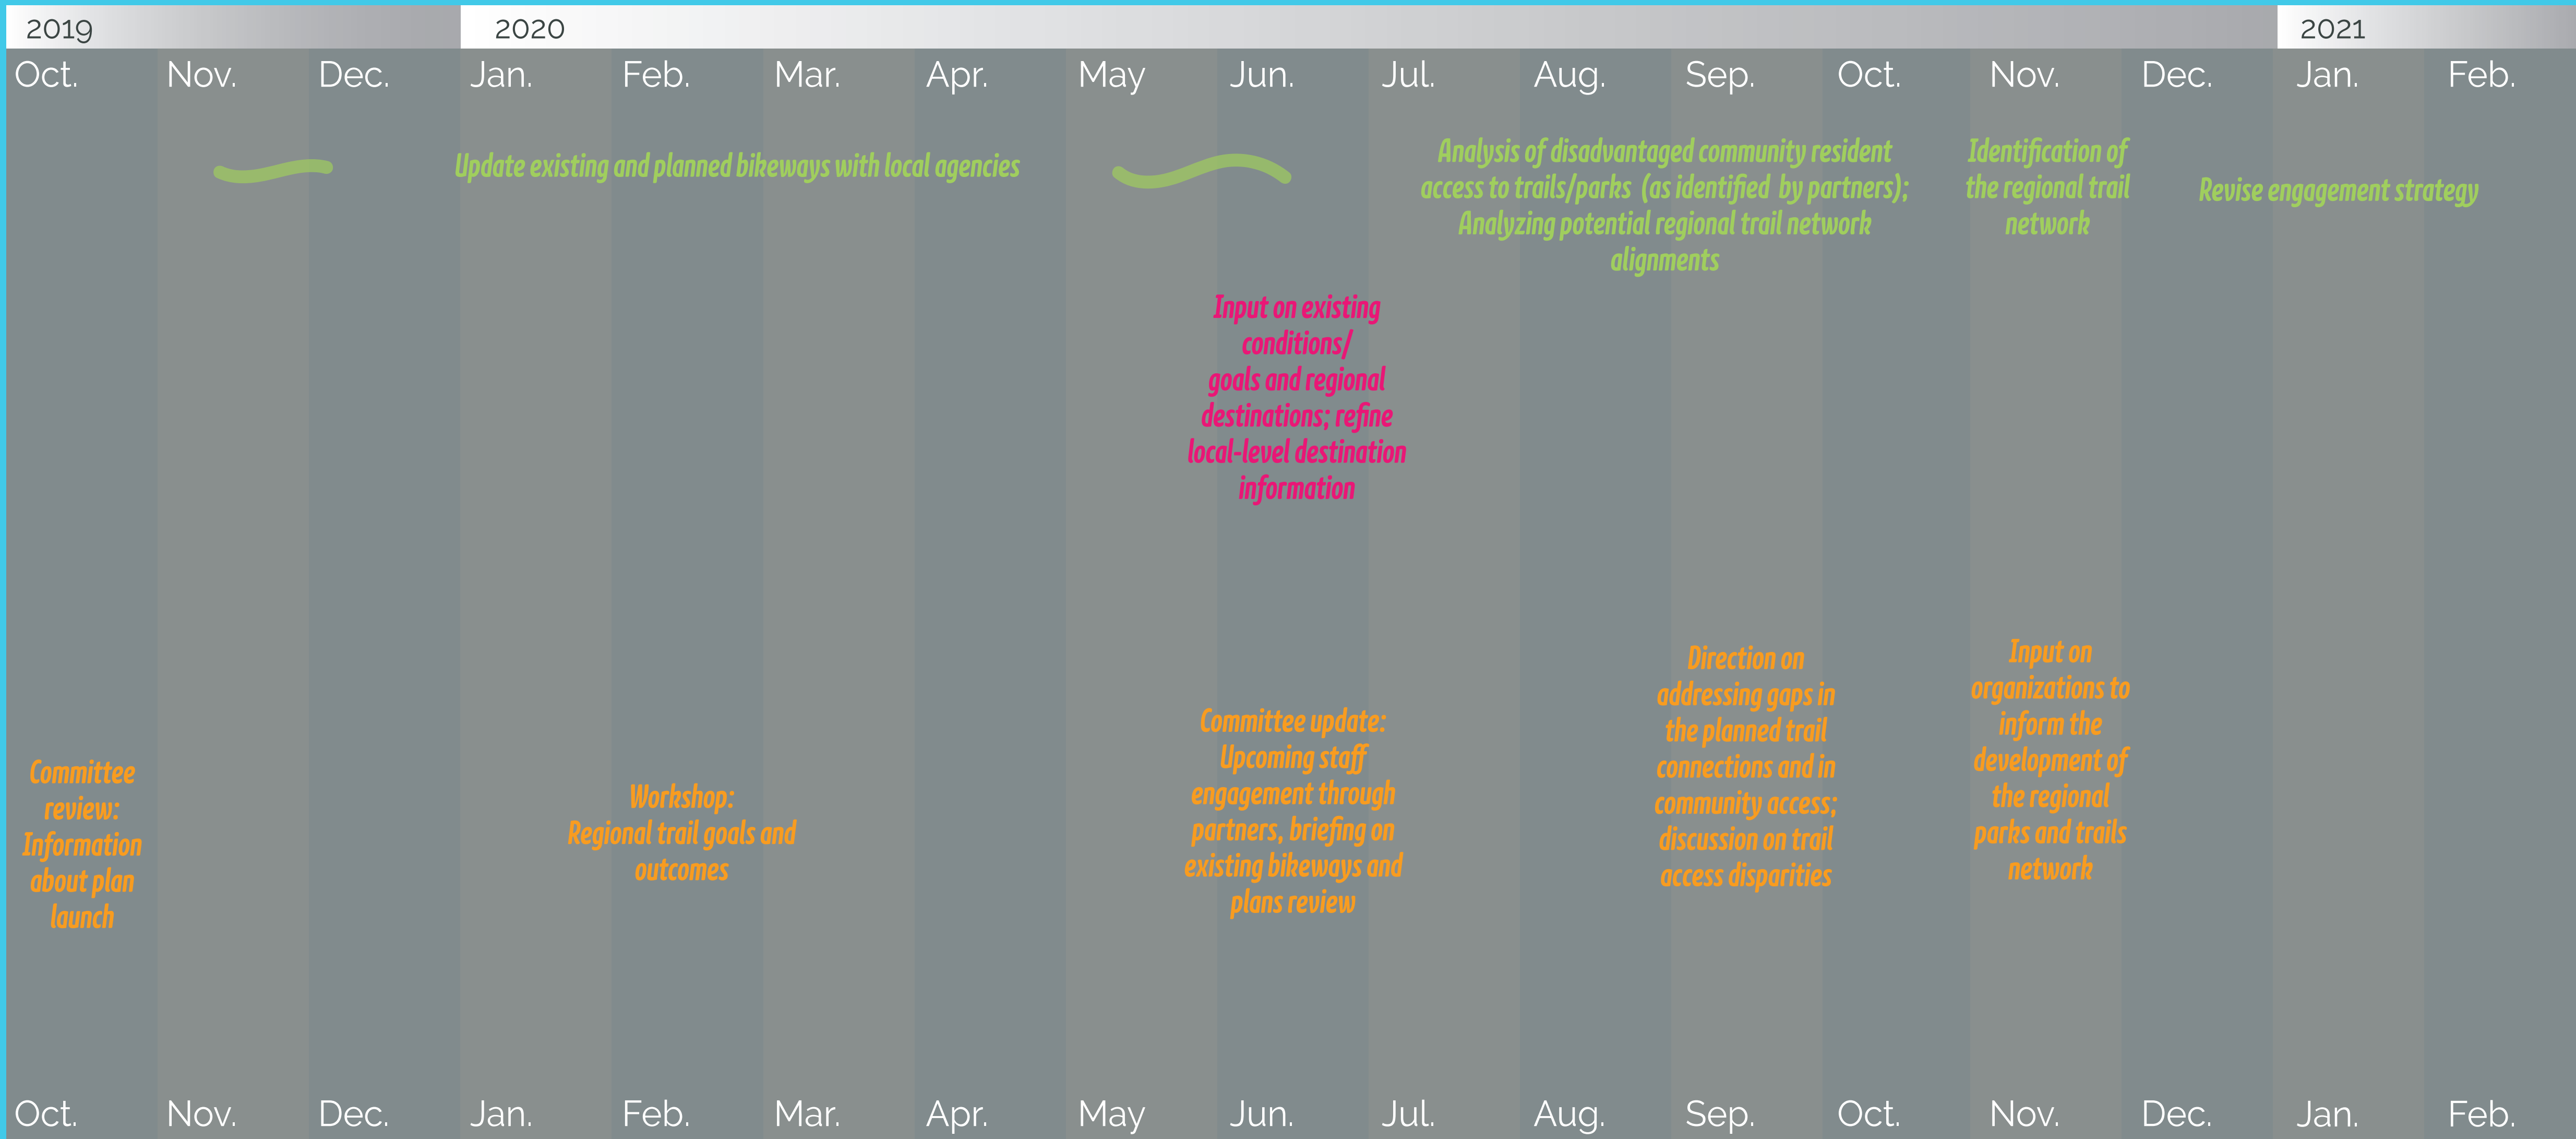 2019
2020
2021
Oct.
Nov.
Dec.
Jan.
Feb.
Mar.
Apr.
May
Jun.
Jul.
Aug.
Sep.
Oct.
Nov.
Dec.
Jan.
Feb.
Update existing and planned bikeways with local agencies
Analysis of disadvantaged community resident
access to trails/parks (as identified by partners);
Analyzing potential regional trail network
alignments
Identification of
the regional trail
network
Revise engagement strategy
Input on existing
conditions/
goals and regional
destinations; refine
local-level destination
information
Committee
review:
Information
about plan
launch
Workshop:
Regional trail goals and
outcomes
Committee update:
Upcoming staff
engagement through
partners, briefing on
existing bikeways and
plans review
Direction on
addressing gaps in
the planned trail
connections and in
community access;
discussion on trail
access disparities
Input on
organizations to
inform the
development of
the regional
parks and trails
network
Oct.
Nov.
Dec.
Jan.
Feb.
Mar.
Apr.
May
Jun.
Jul.
Aug.
Sep.
Oct.
Nov.
Dec.
Jan.
Feb.